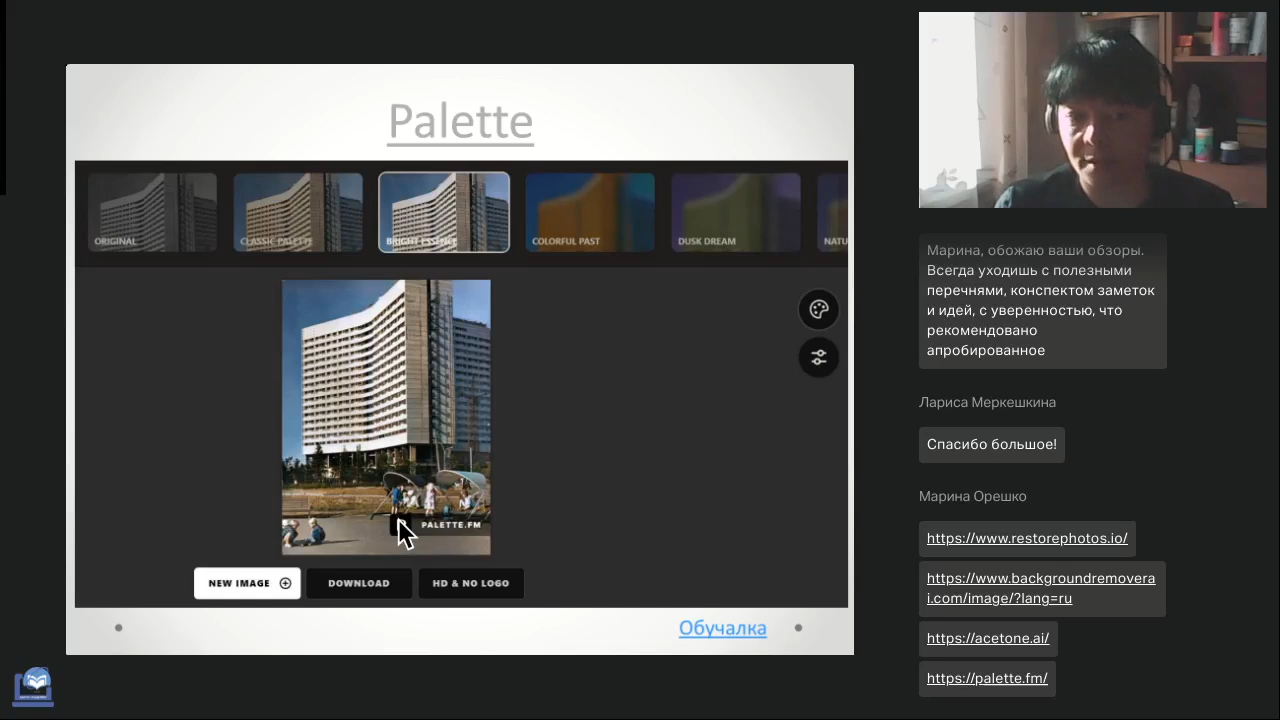 Palette
ORIGINAL
CLASSIC PALETTE
BRIGHT ESSENCE
COLORFUL PAST
DUSK DREAM
NATU
PALETTE.FM
NEW IMAGE
DOWNLOAD
HD & NO LOGO
Обучалка
Марина, обожаю ваши обзоры.
Всегда уходишь с полезными
перечнями, конспектом заметок
и идей, с уверенностью, что
рекомендовано
апробированное
Лариса Меркешкина
Спасибо большое!
Марина Орешко
https://www.restorephotos.io/
https://www.backgroundremovera
i.com/image/?lang=ru
https://acetone.ai/
https://palette.fm/